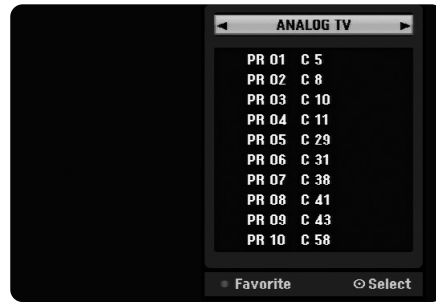 ◄ ANALOG TV ►
PR 01 C 5
PR 02 C 8
PR 03 C 10
PR 04 C 11
PR 05 C 29
PR 06 C 31
PR 07 C 38
PR 08 C 41
PR 09 C 43
PR 10 C 58
Favorite ⊙ Select